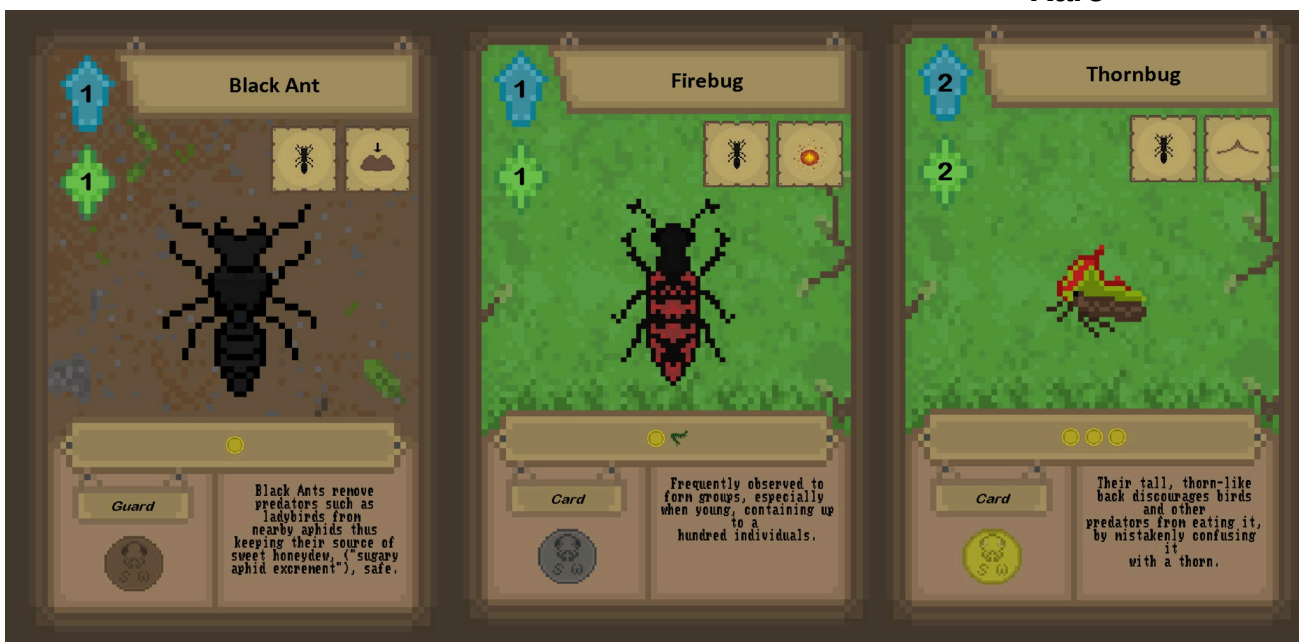 Black Ant
1
1
Guard
Black Ants remove
predators such as
ladybirds from
nearby aphids thus
keeping their source of
sweet honeydew, ("sugary
aphid excrement"), safe.
S W
Firebug
1
1
Card
Frequently observed to
form groups, especially
when young, containing up
to a
hundred individuals.
S W
Thornbug
2
2
Card
Their tall, thorn-like
back discourages birds
and other
predators from eating it,
by mistakenly confusing
it
with a thorn.
S W